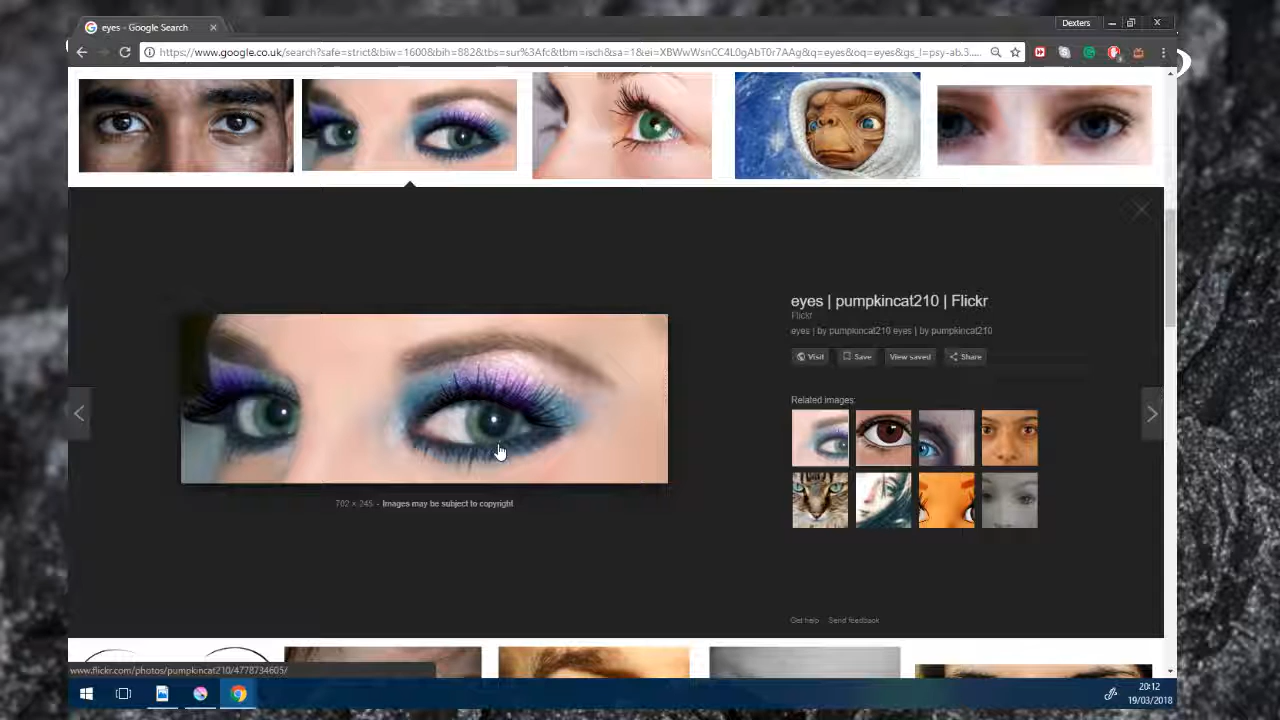 eyes - Google Search
Dexters
https://www.google.co.uk/search?safe=strict&biw=1600&bih=882&tbs=sur%3Afc&tbm=isch&sa=1&ei=XBWwWsnCC4L0gAbT0r7AAg&q=eyes&oq=eyes&gs_l=psy-ab.3....
eyes | pumpkincat210 | Flickr
Flickr
eyes | by pumpkincat210 eyes | by pumpkincat210
Visit Save View saved Share
Related images:
702 × 245 - Images may be subject to copyright
Get help Send feedback
www.flickr.com/photos/pumpkincat210/4778734605/
20:12
19/03/2018